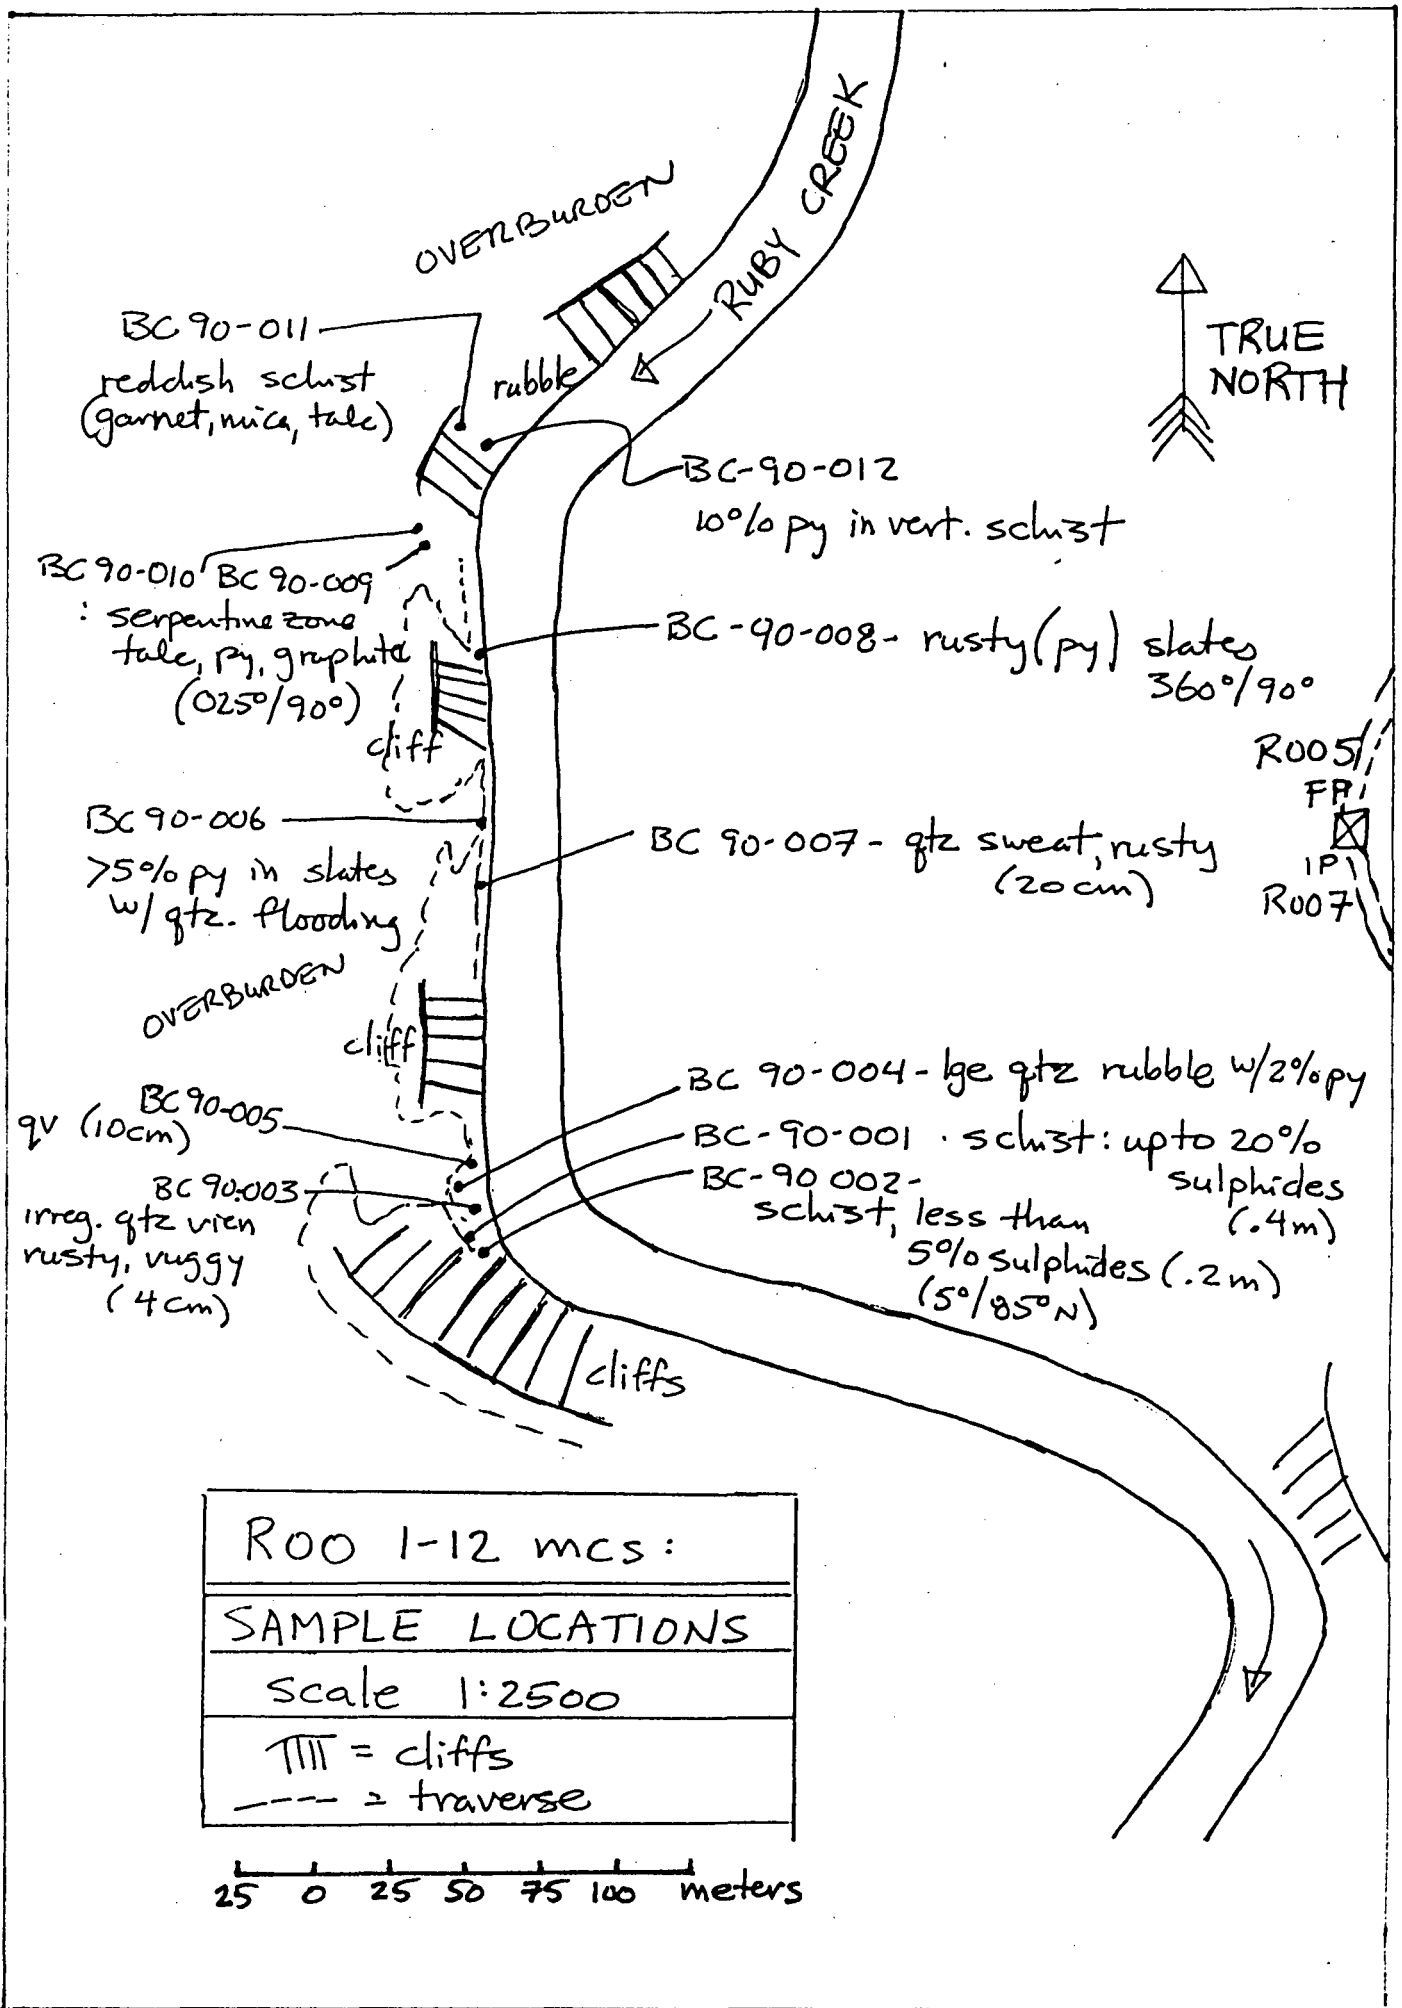 RUBY CREEK
OVERBURDEN
BC 90-011
reddish schist
(garnet, mica, talc)
rubble
TRUE
NORTH
BC-90-012
10% py in vert. schist
BC 90-010 BC 90-009
: serpentine zone
talc, py, graphite
(025°/90°)
cliff
BC-90-008- rusty (py) slates
360°/90°
R005
FP
IP
R007
BC 90-006
>5% py in slates
w/ qtz. flooding
BC 90-007- qtz sweat, rusty
(20cm)
OVERBURDEN
cliff
BC 90-004- lge qtz rubble w/2% py
BC 90-005
qv (10cm)
BC-90-001 . schist: up to 20%
sulphides
(.4m)
BC-90 002-
schist, less than
5% sulphides (.2m)
(5°/85°N)
BC 90.003
irreg. qtz vien
rusty, vuggy
(4cm)
cliffs
ROO 1-12 mcs:
SAMPLE LOCATIONS
scale 1:2500
= cliffs
---- = traverse
25 0 25 50 75 100 meters